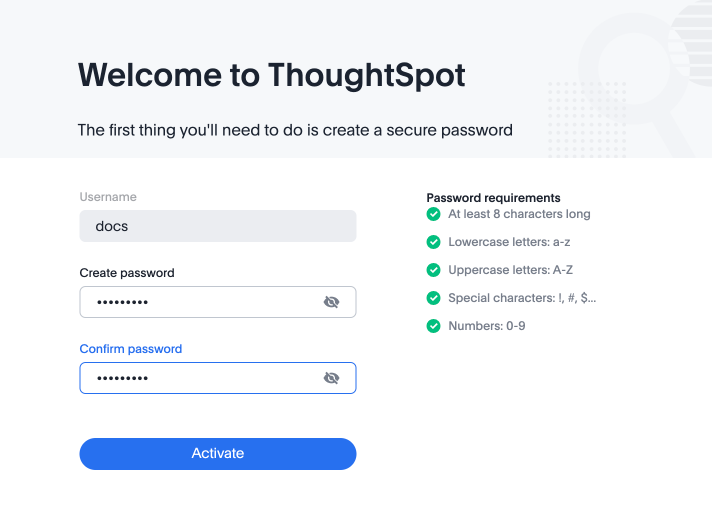 Welcome to ThoughtSpot
The first thing you'll need to do is create a secure password
Username
docs
Create password
•••••••••
Confirm password
•••••••••
Activate
Password requirements
At least 8 characters long
Lowercase letters: a-z
Uppercase letters: A-Z
Special characters: !, #, $...
Numbers: 0-9